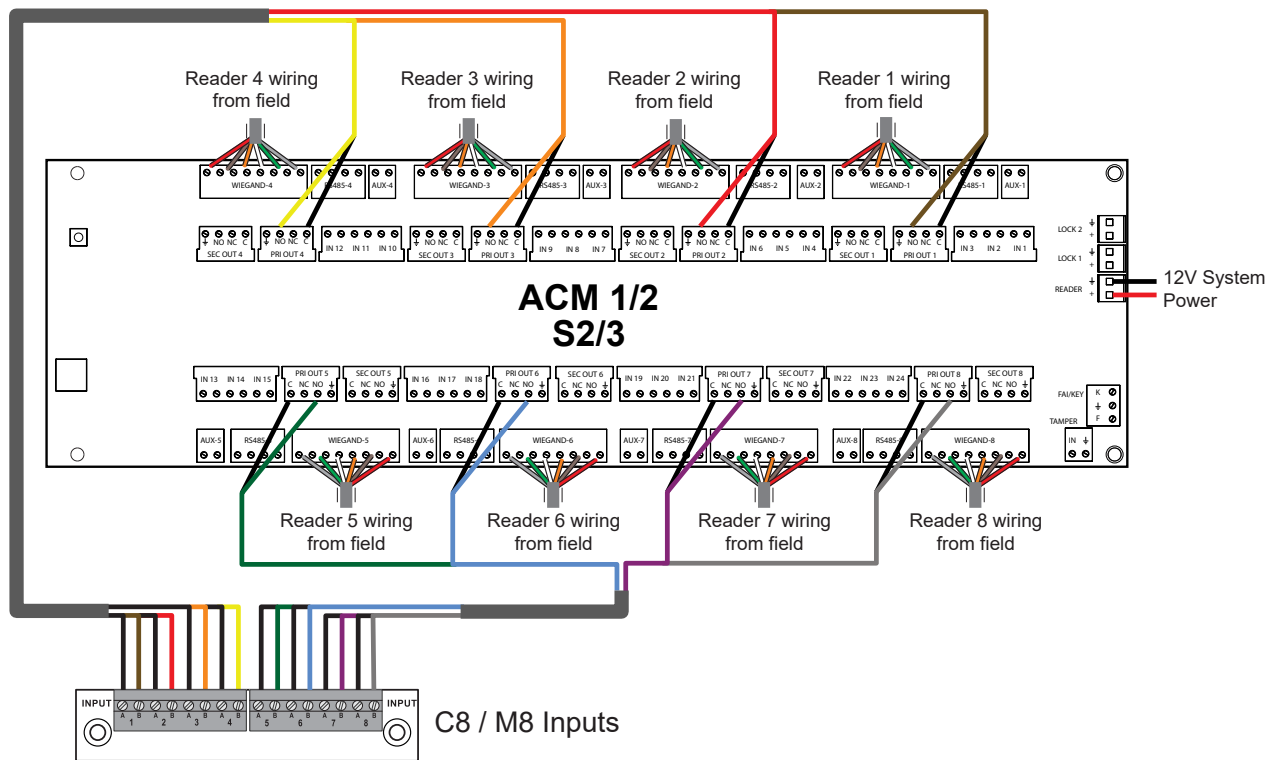 Reader 4 wiring
from field
Reader 3 wiring
from field
Reader 2 wiring
from field
Reader 1 wiring
from field
WIEGAND-4
RS485-4
AUX-4
WIEGAND-3
RS485-3
AUX-3
WIEGAND-2
RS485-2
AUX-2
WIEGAND-1
RS485-1
AUX-1
NO NC C
SEC OUT 4
NO NC C
PRI OUT 4
IN 12 IN 11 IN 10
NO NC C
SEC OUT 3
NO NC C
PRI OUT 3
IN 9 IN 8 IN 7
NO NC C
SEC OUT 2
NO NC C
PRI OUT 2
IN 6 IN 5 IN 4
NO NC C
SEC OUT 1
NO NC C
PRI OUT 1
IN 3 IN 2 IN 1
LOCK 2
+
LOCK 1
+
READER
+
12V System
Power
ACM 1/2
S2/3
IN 13 IN 14 IN 15
PRI OUT 5
C NC NO
SEC OUT 5
C NC NO
IN 16 IN 17 IN 18
PRI OUT 6
C NC NO
SEC OUT 6
C NC NO
IN 19 IN 20 IN 21
PRI OUT 7
C NC NO
SEC OUT 7
C NC NO
IN 22 IN 23 IN 24
PRI OUT 8
C NC NO
SEC OUT 8
C NC NO
FAI/KEY
K
F
TAMPER
IN
AUX-5
RS485-
WIEGAND-5
AUX-6
RS485-
WIEGAND-6
AUX-7
RS485-7
WIEGAND-7
AUX-8
RS485-
WIEGAND-8
Reader 5 wiring
from field
Reader 6 wiring
from field
Reader 7 wiring
from field
Reader 8 wiring
from field
INPUT
A B A B A B A B
1 2 3 4
A B A B A B A B
5 6 7 8
INPUT
C8 / M8 Inputs